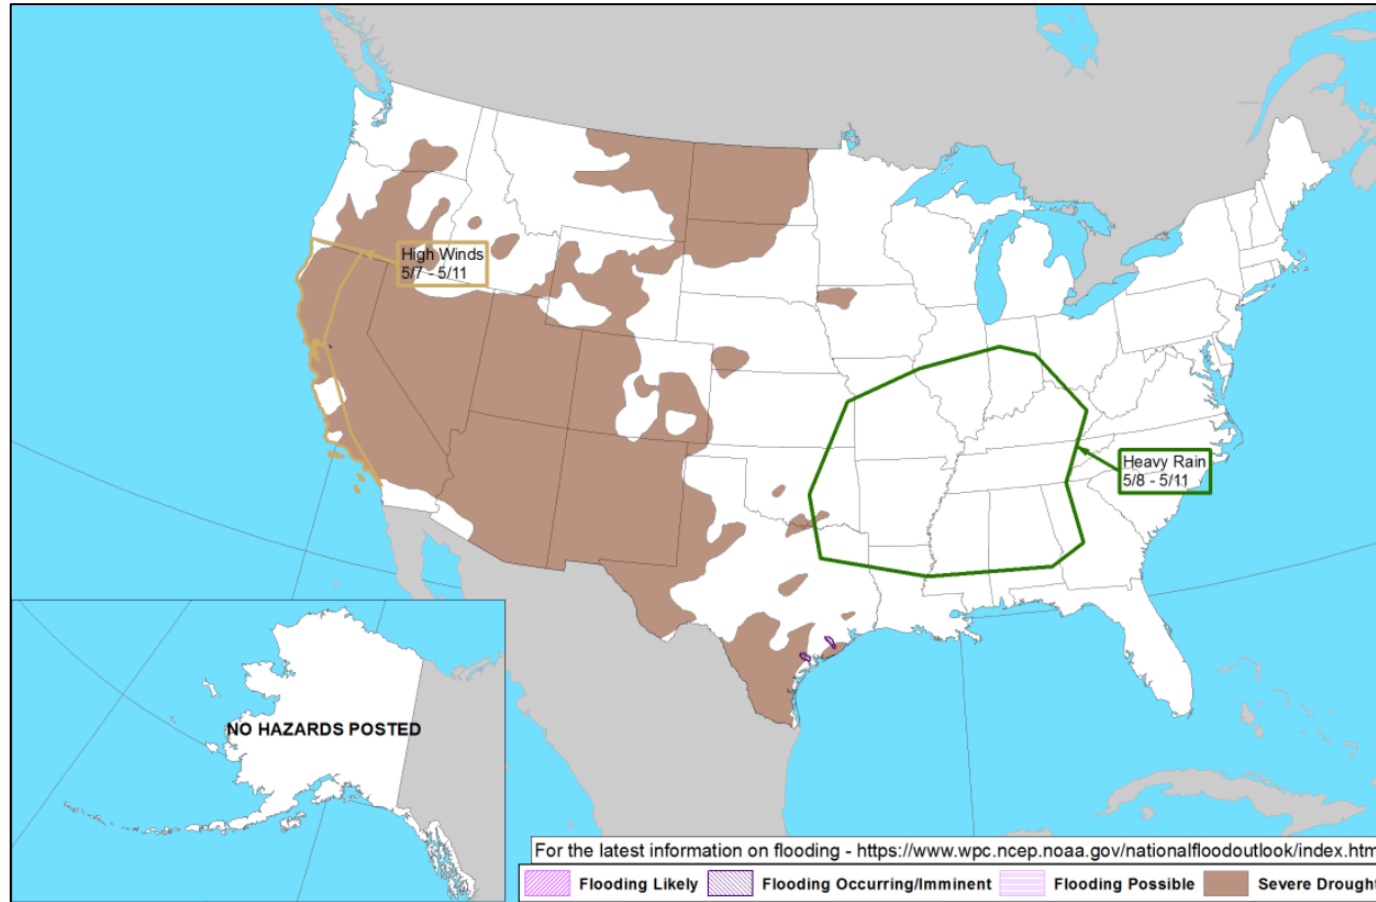 High Winds
5/7 - 5/11
Heavy Rain
5/8 - 5/11
NO HAZARDS POSTED
For the latest information on flooding - https://www.wpc.ncep.noaa.gov/nationalfloodoutlook/index.htm
Flooding Likely Flooding Occurring/Imminent Flooding Possible Severe Drought